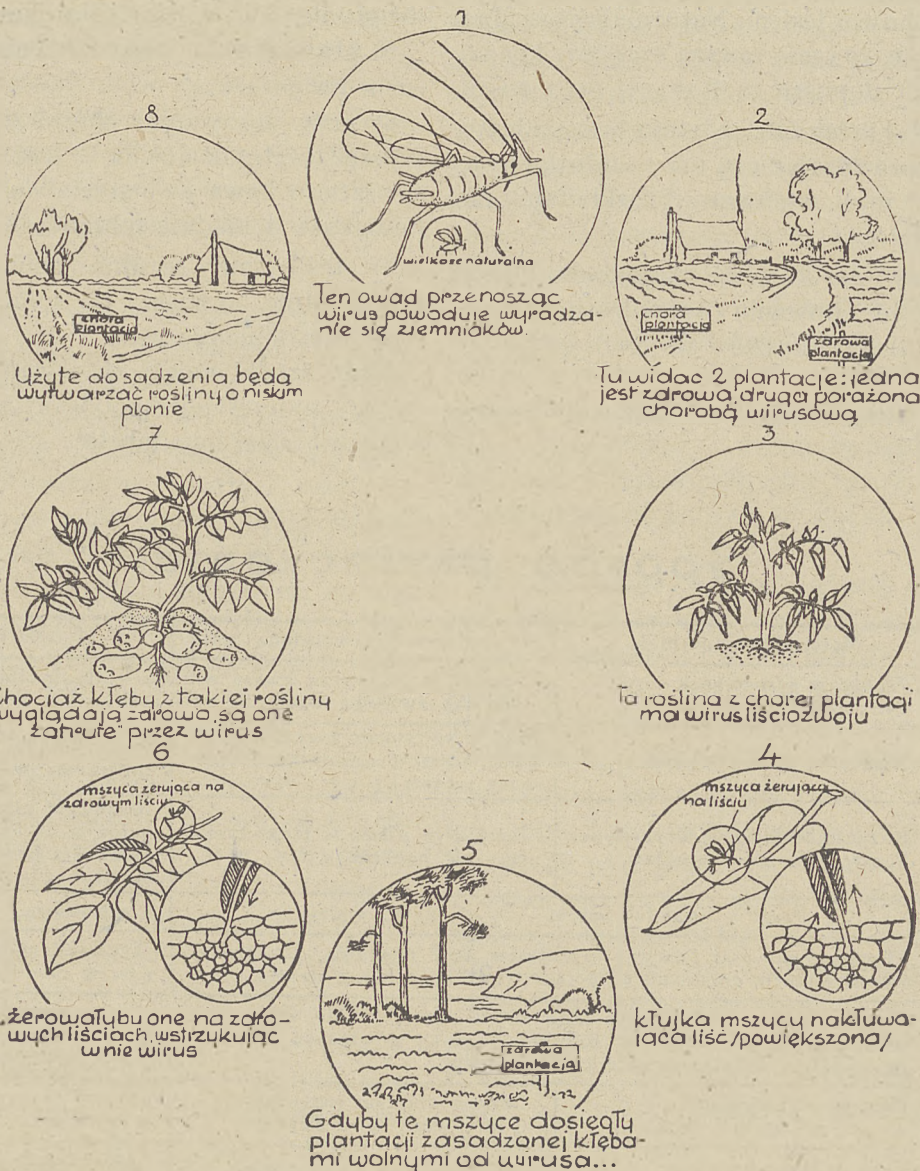 1
wielkość naturalna
Ten owad przenosząc
wirus powoduje wyradza-
nie się ziemniaków.
2
chora
plantacja
zdrowa
plantacja
Tu widać 2 plantacje: jedna
jest zdrowa, druga porażona
chorobą wirusową
3
Ta roślina z chorej plantacji
ma wirus liściozwoju
4
mszyca żerująca
na liściu
kłujka mszycy nakłuwa-
jąca liść /powiększona/
5
zdrowa
plantacja
Gdyby te mszyce dosięgły
plantacji zasadzonej kłęba-
mi wolnymi od wirusa...
6
mszyca żerująca na
zdrowym liściu
..żerowałyby one na zdro-
wych liściach, wstrzykując
w nie wirus
7
Chociaż kłęby z takiej rośliny
wyglądają zdrowo, są one
"zatrute" przez wirus
8
chora
plantacja
Użyte do sadzenia będą
wytwarzać rośliny o niskim
plonie